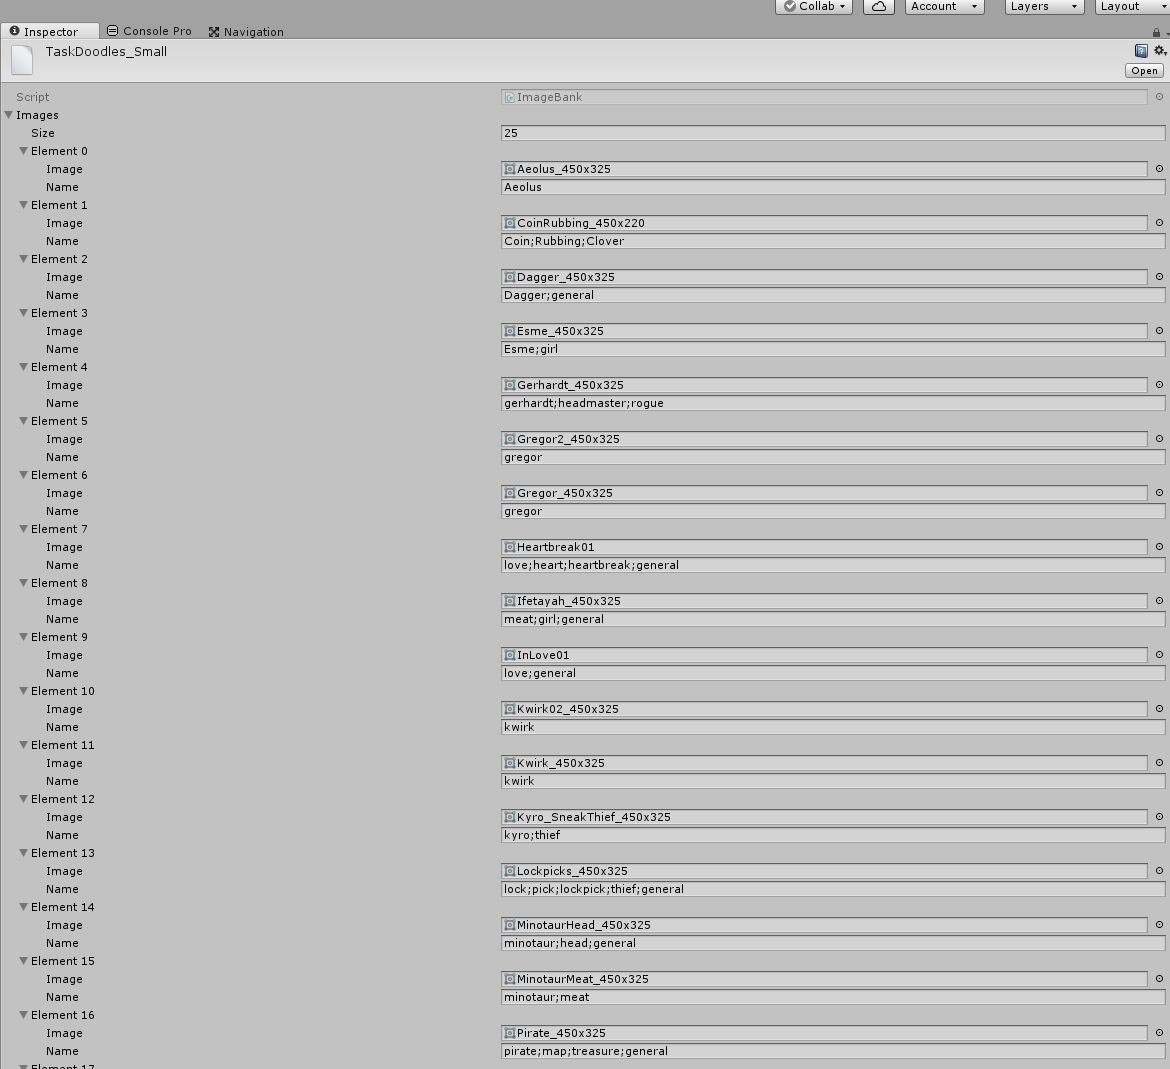 Collab Account Layers Layout
Inspector Console Pro Navigation
TaskDoodles_Small
Open
Script ImageBank
Images
Size 25
Element 0
Image Aeolus_450x325
Name Aeolus
Element 1
Image CoinRubbing_450x220
Name Coin;Rubbing;Clover
Element 2
Image Dagger_450x325
Name Dagger;general
Element 3
Image Esme_450x325
Name Esme;girl
Element 4
Image Gerhardt_450x325
Name gerhardt;headmaster;rogue
Element 5
Image Gregor2_450x325
Name gregor
Element 6
Image Gregor_450x325
Name gregor
Element 7
Image Heartbreak01
Name love;heart;heartbreak;general
Element 8
Image Ifetayah_450x325
Name meat;girl;general
Element 9
Image InLove01
Name love;general
Element 10
Image Kwirk02_450x325
Name kwirk
Element 11
Image Kwirk_450x325
Name kwirk
Element 12
Image Kyro_SneakThief_450x325
Name kyro;thief
Element 13
Image Lockpicks_450x325
Name lock;pick;lockpick;thief;general
Element 14
Image MinotaurHead_450x325
Name minotaur;head;general
Element 15
Image MinotaurMeat_450x325
Name minotaur;meat
Element 16
Image Pirate_450x325
Name pirate;map;treasure;general
Element 17